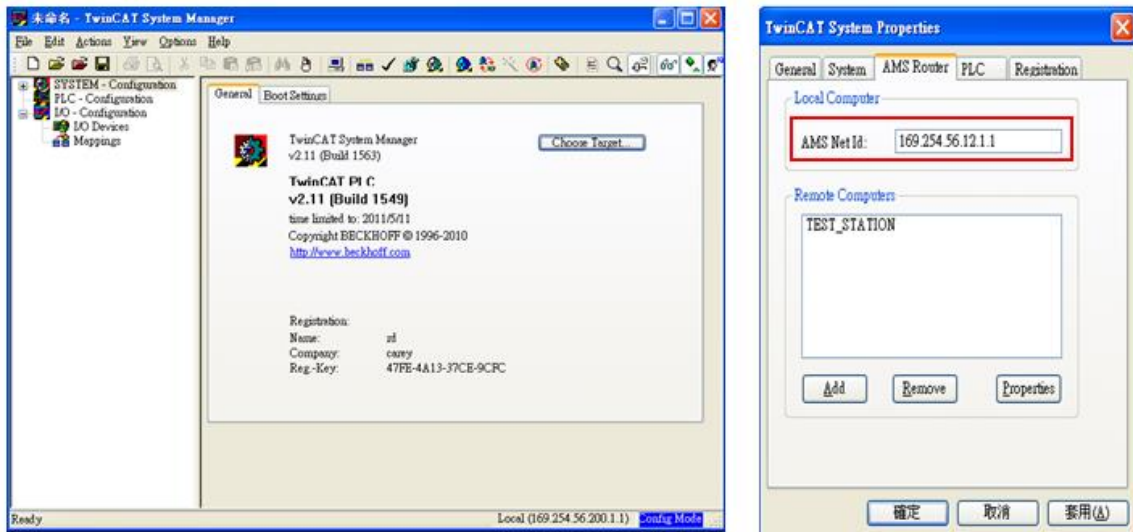 未命名 - TwinCAT System Manager
File Edit Actions View Options Help
SYSTEM - Configuration
PLC - Configuration
I/O - Configuration
I/O Devices
Mappings
General Boot Settings
TwinCAT System Manager
v2.11 (Build 1563)
Choose Target...
TwinCAT PLC
v2.11 (Build 1549)
time limited to: 2011/5/11
Copyright BECKHOFF © 1996-2010
http://www.beckhoff.com
Registration:
Name: zd
Company: carey
Reg.-Key: 47FE-4A13-37CE-9CFC
Ready
Local (169.254.56.200.1.1) Config Mode
TwinCAT System Properties
General System AMS Router PLC Registration
Local Computer
AMS Net Id: 169.254.56.12.1.1
Remote Computers
TEST_STATION
Add Remove Properties
確定 取消 套用(A)